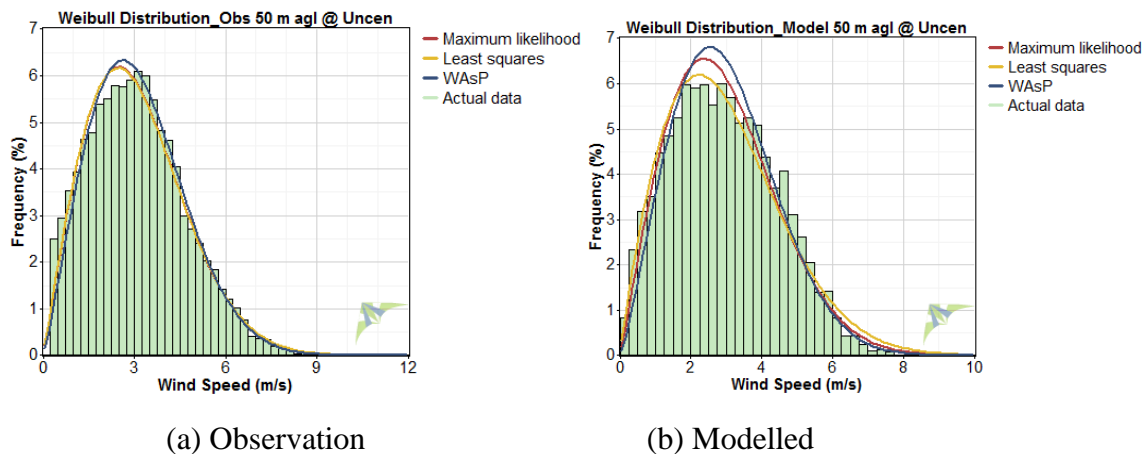 Weibull Distribution_Obs 50 m agl @ Uncen
Frequency (%)
7
6
5
4
3
2
1
0
0 3 6 9 12
Wind Speed (m/s)
Maximum likelihood
Least squares
WAsP
Actual data
(a) Observation
Weibull Distribution_Model 50 m agl @ Uncen
Frequency (%)
7
6
5
4
3
2
1
0
0 2 4 6 8 10
Wind Speed (m/s)
Maximum likelihood
Least squares
WAsP
Actual data
(b) Modelled